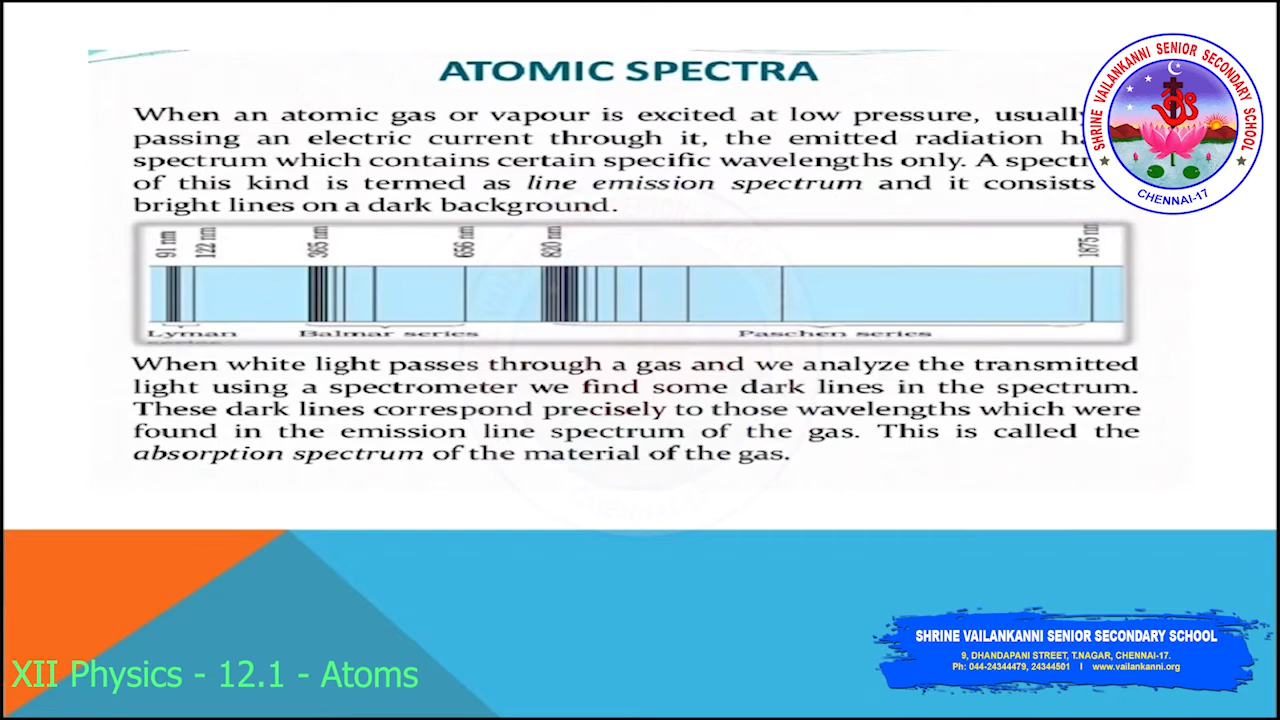 ATOMIC SPECTRA
When an atomic gas or vapour is excited at low pressure, usually
passing an electric current through it, the emitted radiation
spectrum which contains certain specific wavelengths only. A
of this kind is termed as line emission spectrum and it consists
bright lines on a dark background.
91 nm 122 nm 365 nm 656 nm 820 nm 1875 nm
Lyman Balmar series Paschen series
When white light passes through a gas and we analyze the transmitted
light using a spectrometer we find some dark lines in the spectrum.
These dark lines correspond precisely to those wavelengths which were
found in the emission line spectrum of the gas. This is called the
absorption spectrum of the material of the gas.
SHRINE VAILANKANNI SENIOR SECONDARY SCHOOL
CHENNAI-17
XII Physics - 12.1 - Atoms
SHRINE VAILANKANNI SENIOR SECONDARY SCHOOL
9, DHANDAPANI STREET, T.NAGAR, CHENNAI-17.
Ph: 044-24344479, 24344501 I www.vailankanni.org